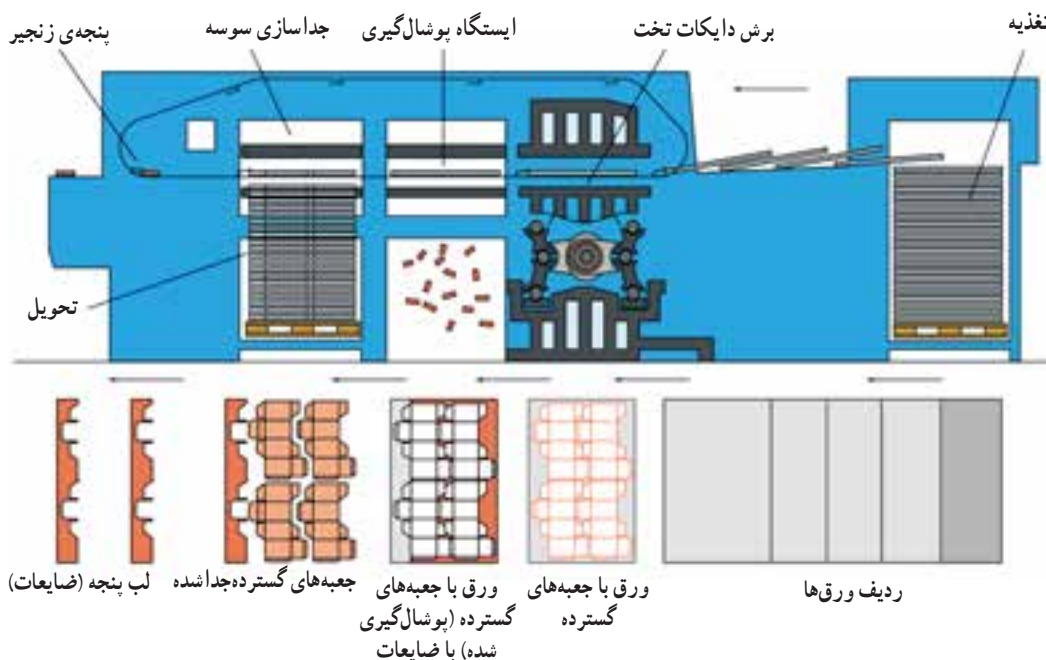 تغذیه
برش دایکات تخت
ایستگاه پوشال‌گیری
جداسازی سوسه
پنجه‌ی زنجیر
تحویل
ردیف ورق‌ها
ورق با جعبه‌های
گسترده
ورق با جعبه‌های
گسترده (پوشال‌گیری
شده) با ضایعات
جعبه‌های گسترده‌جداشده
لب پنجه (ضایعات)